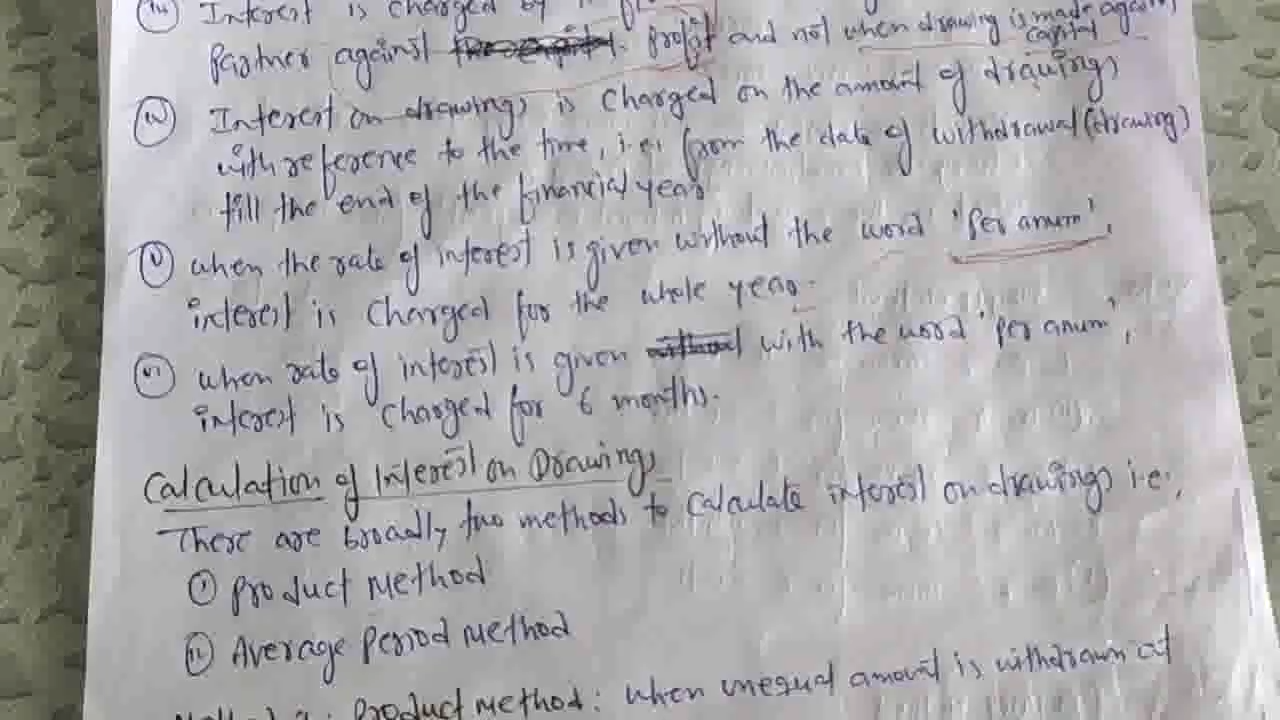 Interest is charged by
Partner against profit and not when drawing is made against capital
(iv) Interest on drawings is charged on the amount of drawings
with reference to the time, i.e. from the date of withdrawal (drawing)
till the end of the financial year
(v) when the rate of interest is given without the word 'per anum',
interest is charged for the whole year.
(vi) when rate of interest is given with the word 'per anum',
interest is charged for 6 months.
Calculation of Interest on Drawings
There are broadly two methods to calculate interest on drawings i.e.,
(i) Product Method
(ii) Average Period Method
Product Method: when unequal amount is withdrawn at